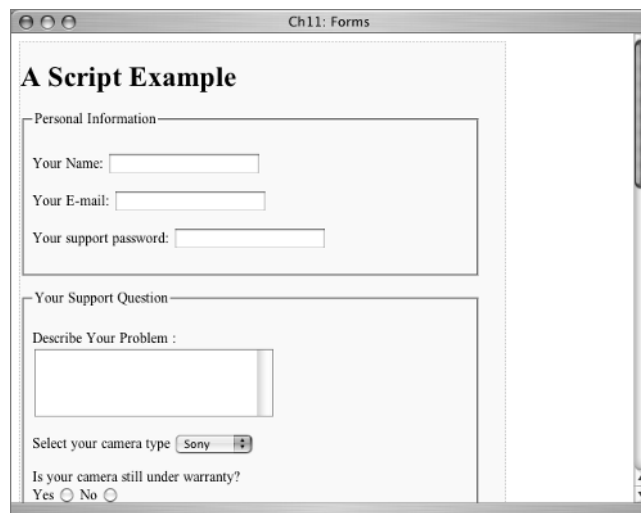 Ch11: Forms
A Script Example
Personal Information
Your Name:
Your E-mail:
Your support password:
Your Support Question
Describe Your Problem :
Select your camera type Sony
Is your camera still under warranty?
Yes No